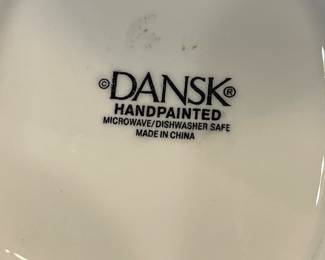 © DANSK ®
HANDPAINTED
MICROWAVE/DISHWASHER SAFE
MADE IN CHINA